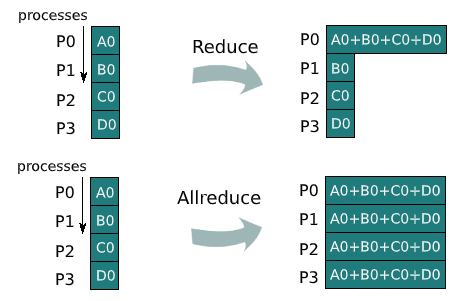 processes
P0 A0
P1 B0
P2 C0
P3 D0
Reduce
P0 A0+B0+C0+D0
P1 B0
P2 C0
P3 D0
processes
P0 A0
P1 B0
P2 C0
P3 D0
Allreduce
P0 A0+B0+C0+D0
P1 A0+B0+C0+D0
P2 A0+B0+C0+D0
P3 A0+B0+C0+D0